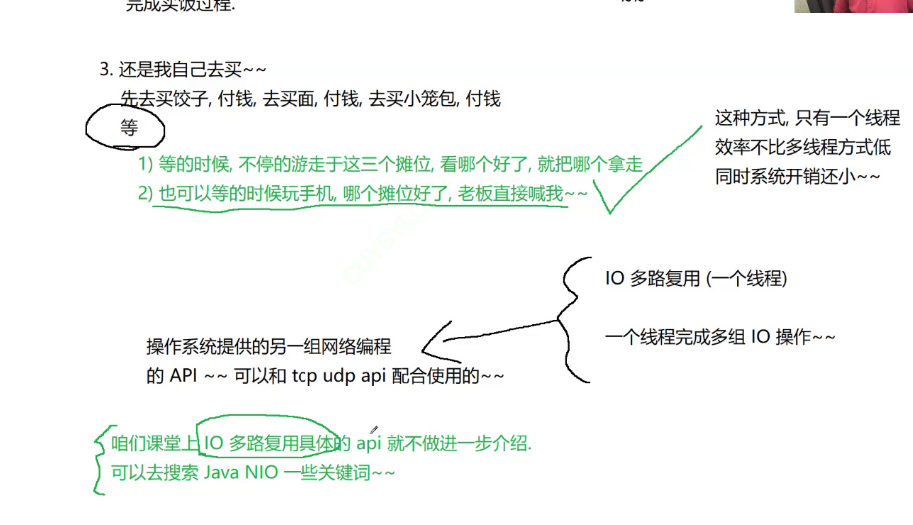 完成买饭过程.
3. 还是我自己去买~~
先去买饺子, 付钱, 去买面, 付钱, 去买小笼包, 付钱
等
1) 等的时候, 不停的游走于这三个摊位, 看哪个好了, 就把哪个拿走
2) 也可以等的时候玩手机, 哪个摊位好了, 老板直接喊我~~
这种方式, 只有一个线程
效率不比多线程方式低
同时系统开销还小~~
IO 多路复用 (一个线程)
一个线程完成多组 IO 操作~~
操作系统提供的另一组网络编程
的 API ~~ 可以和 tcp udp api 配合使用的~~
咱们课堂上 IO 多路复用具体的 api 就不做进一步介绍.
可以去搜索 Java NIO 一些关键词~~